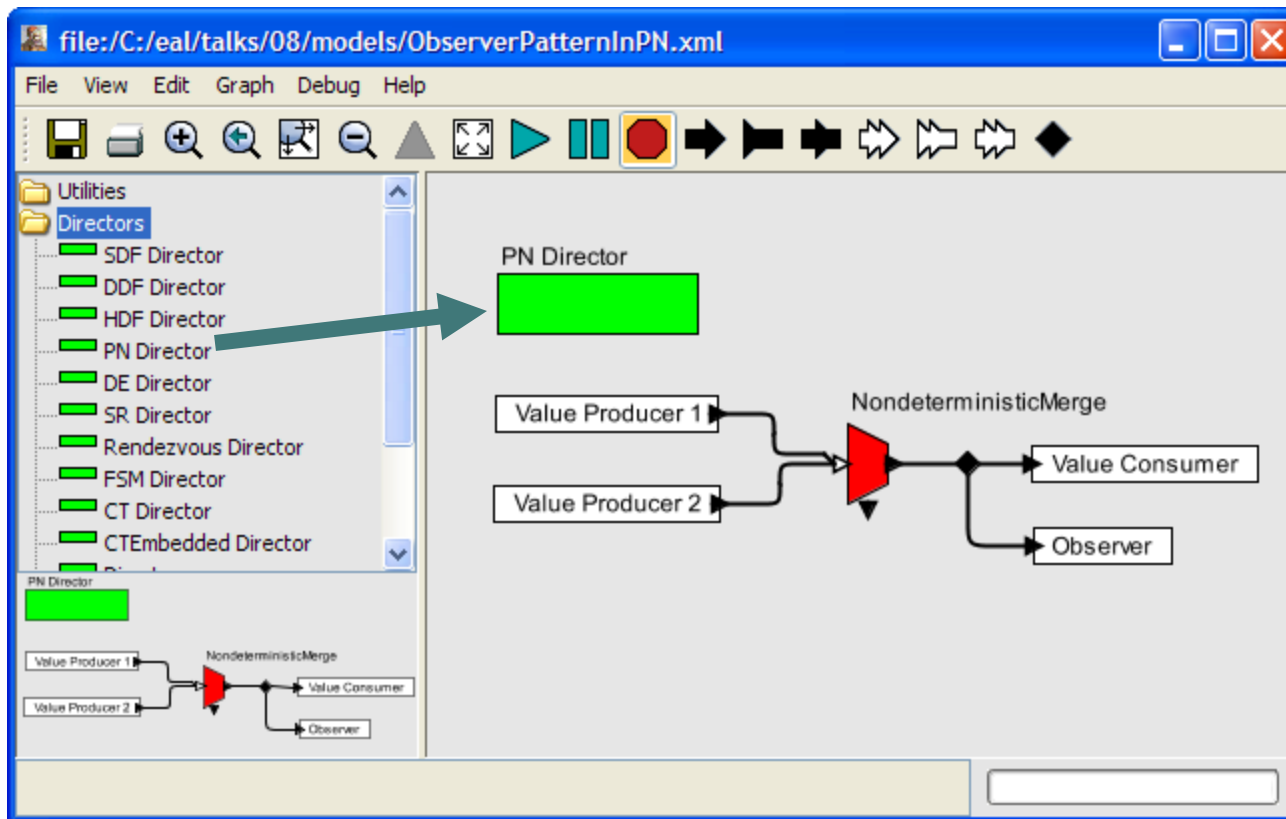 file:/C:/eal/talks/08/models/ObserverPatternInPN.xml
File View Edit Graph Debug Help
Utilities
Directors
SDF Director
DDF Director
HDF Director
PN Director
DE Director
SR Director
Rendezvous Director
FSM Director
CT Director
CTEmbedded Director
PN Director
Value Producer 1
NondeterministicMerge
Value Consumer
Value Producer 2
Observer
PN Director
Value Producer 1
NondeterministicMerge
Value Consumer
Value Producer 2
Observer